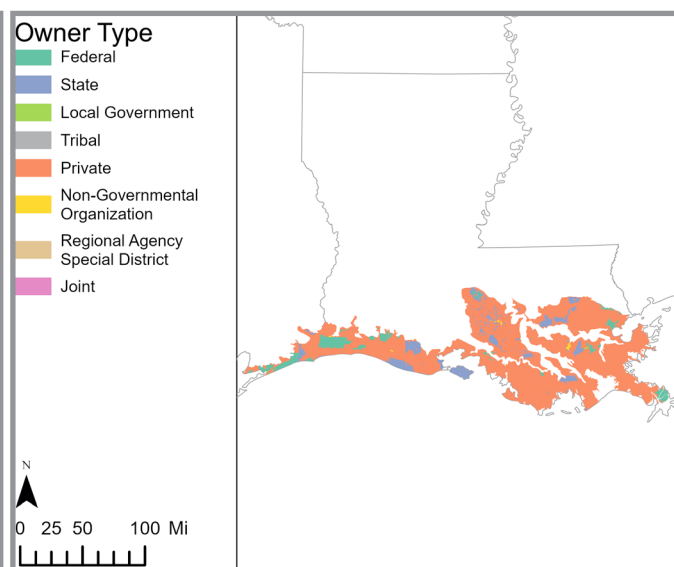 Owner Type
Federal
State
Local Government
Tribal
Private
Non-Governmental
Organization
Regional Agency
Special District
Joint
N
0 25 50 100 Mi